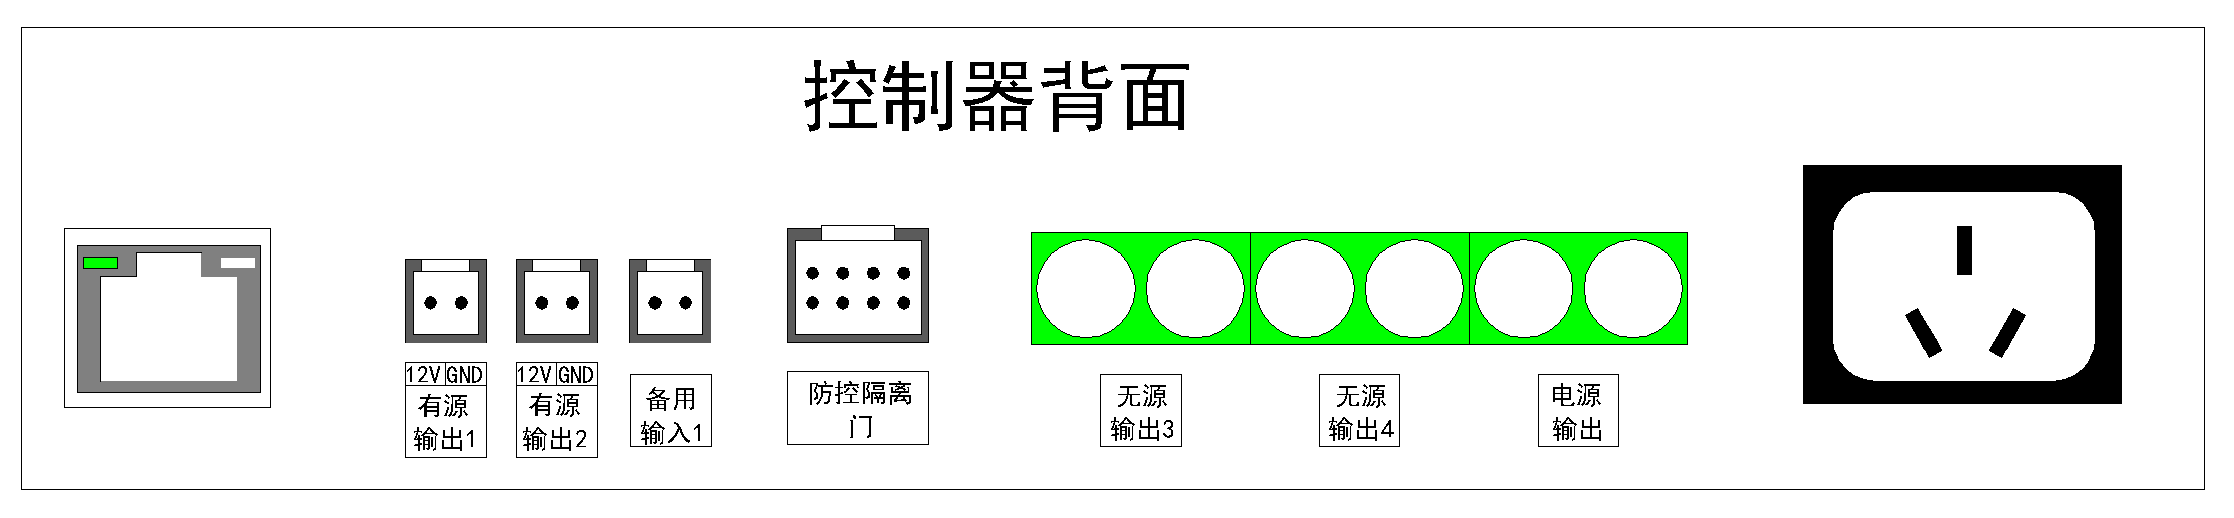 控制器背面
12V GND
有源
输出1
12V GND
有源
输出2
备用
输入1
防控隔离
门
无源
输出3
无源
输出4
电源
输出